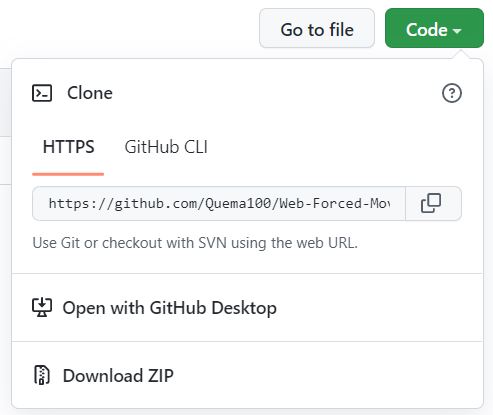 Go to file
Code
Clone
HTTPS
GitHub CLI
https://github.com/Quema100/Web-Forced-Mov
Use Git or checkout with SVN using the web URL.
Open with GitHub Desktop
Download ZIP